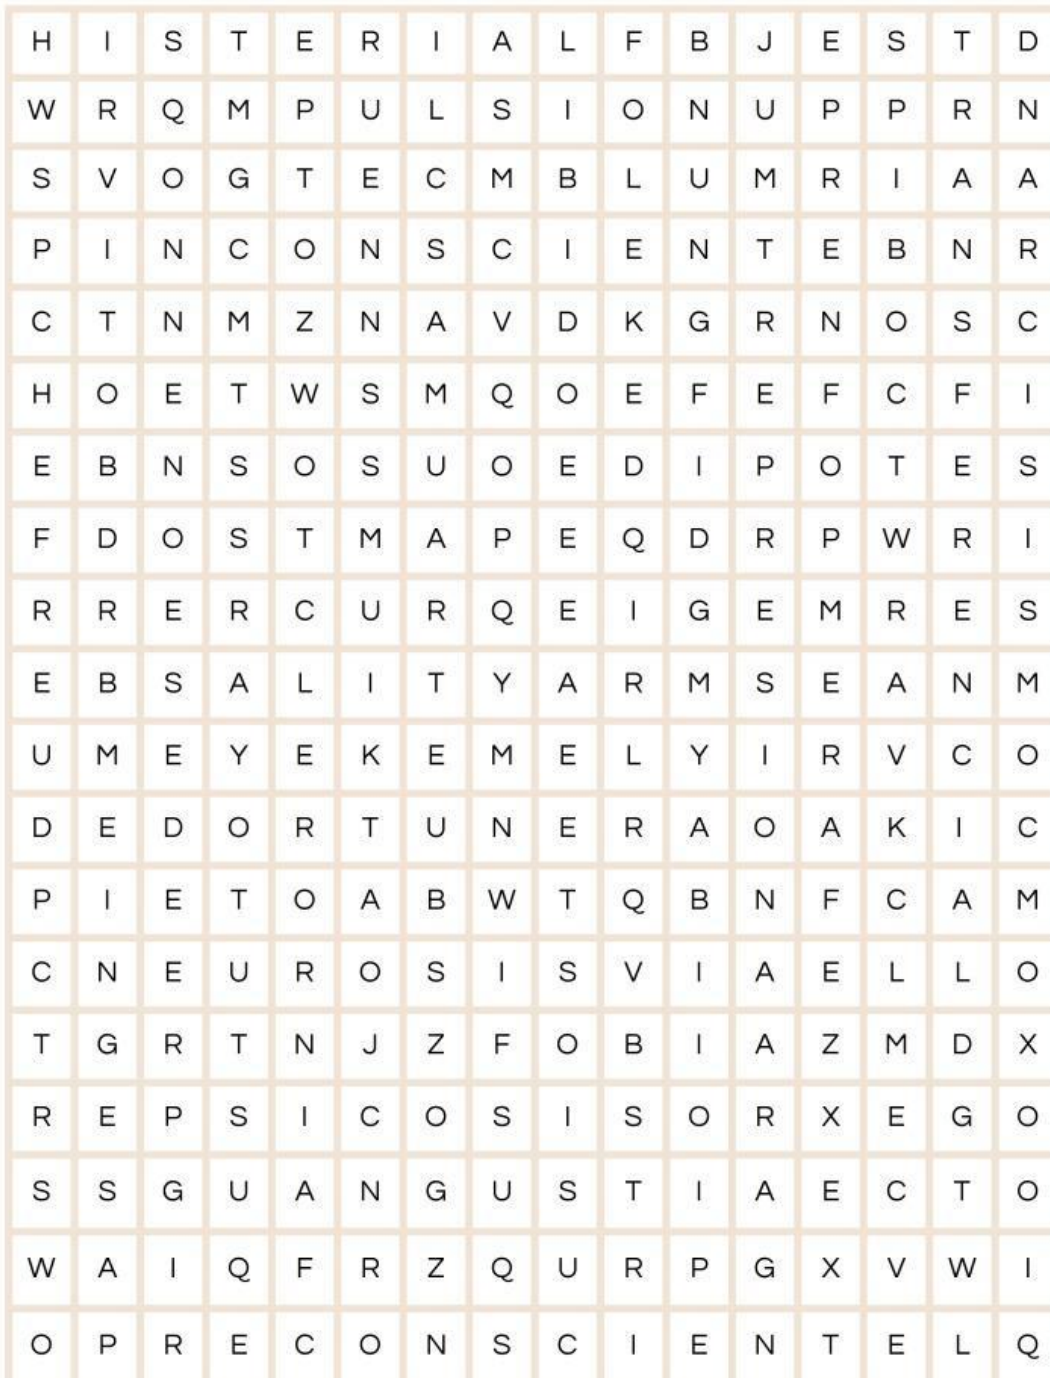 H I S T E R I A L F B J E S T D
W R Q M P U L S I O N U P P R N
S V O G T E C M B L U M R I A A
P I N C O N S C I E N T E B N R
C T N M Z N A V D K G R N O S C
H O E T W S M Q O E F E F C F I
E B N S O S U O E D I P O T E S
F D O S T M A P E Q D R P W R I
R R E R C U R Q E I G E M R E S
E B S A L I T Y A R M S E A N M
U M E Y E K E M E L Y I R V C O
D E D O R T U N E R A O A K I C
P I E T O A B W T Q B N F C A M
C N E U R O S I S V I A E L L O
T G R T N J Z F O B I A Z M D X
R E P S I C O S I S O R X E G O
S S G U A N G U S T I A E C T O
W A I Q F R Z Q U R P G X V W I
O P R E C O N S C I E N T E L Q